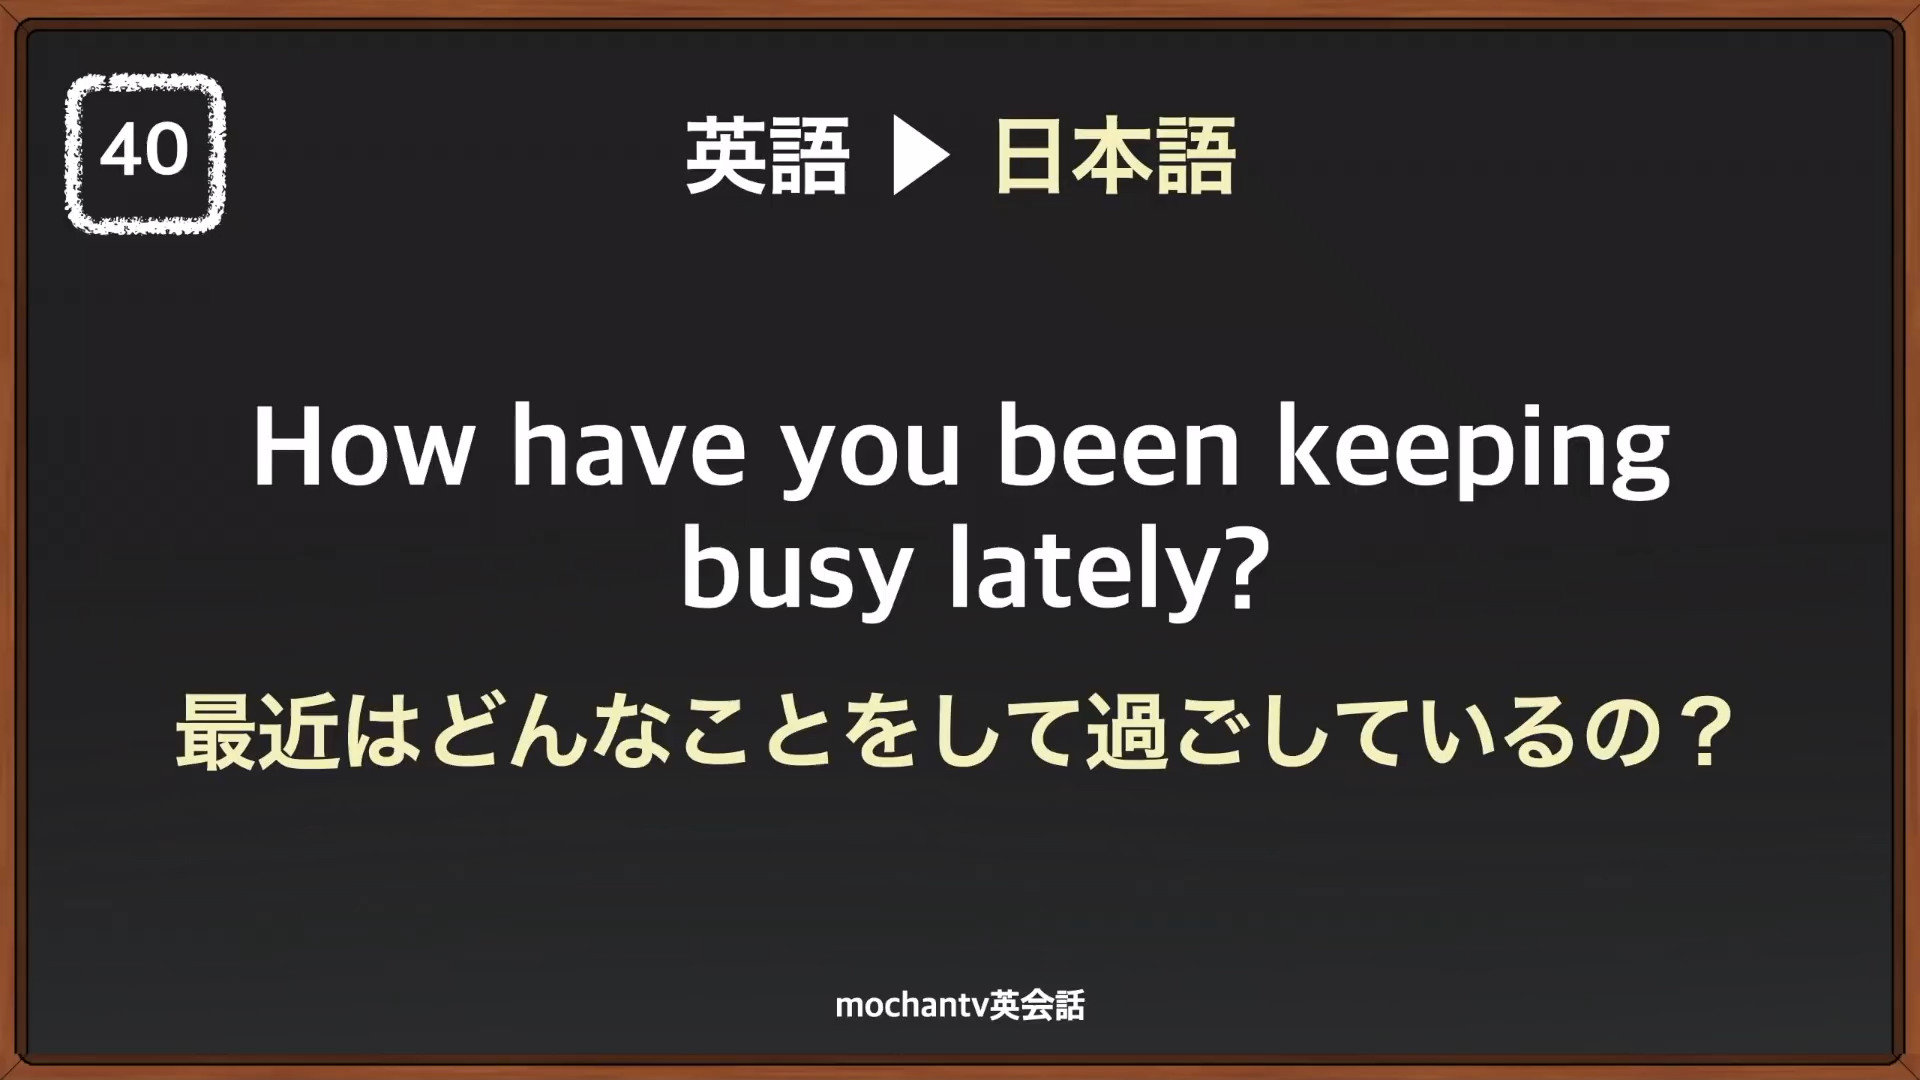 40
英語 ▶ 日本語
How have you been keeping
busy lately?
最近はどんなことをして過ごしているの？
mochantv英会話